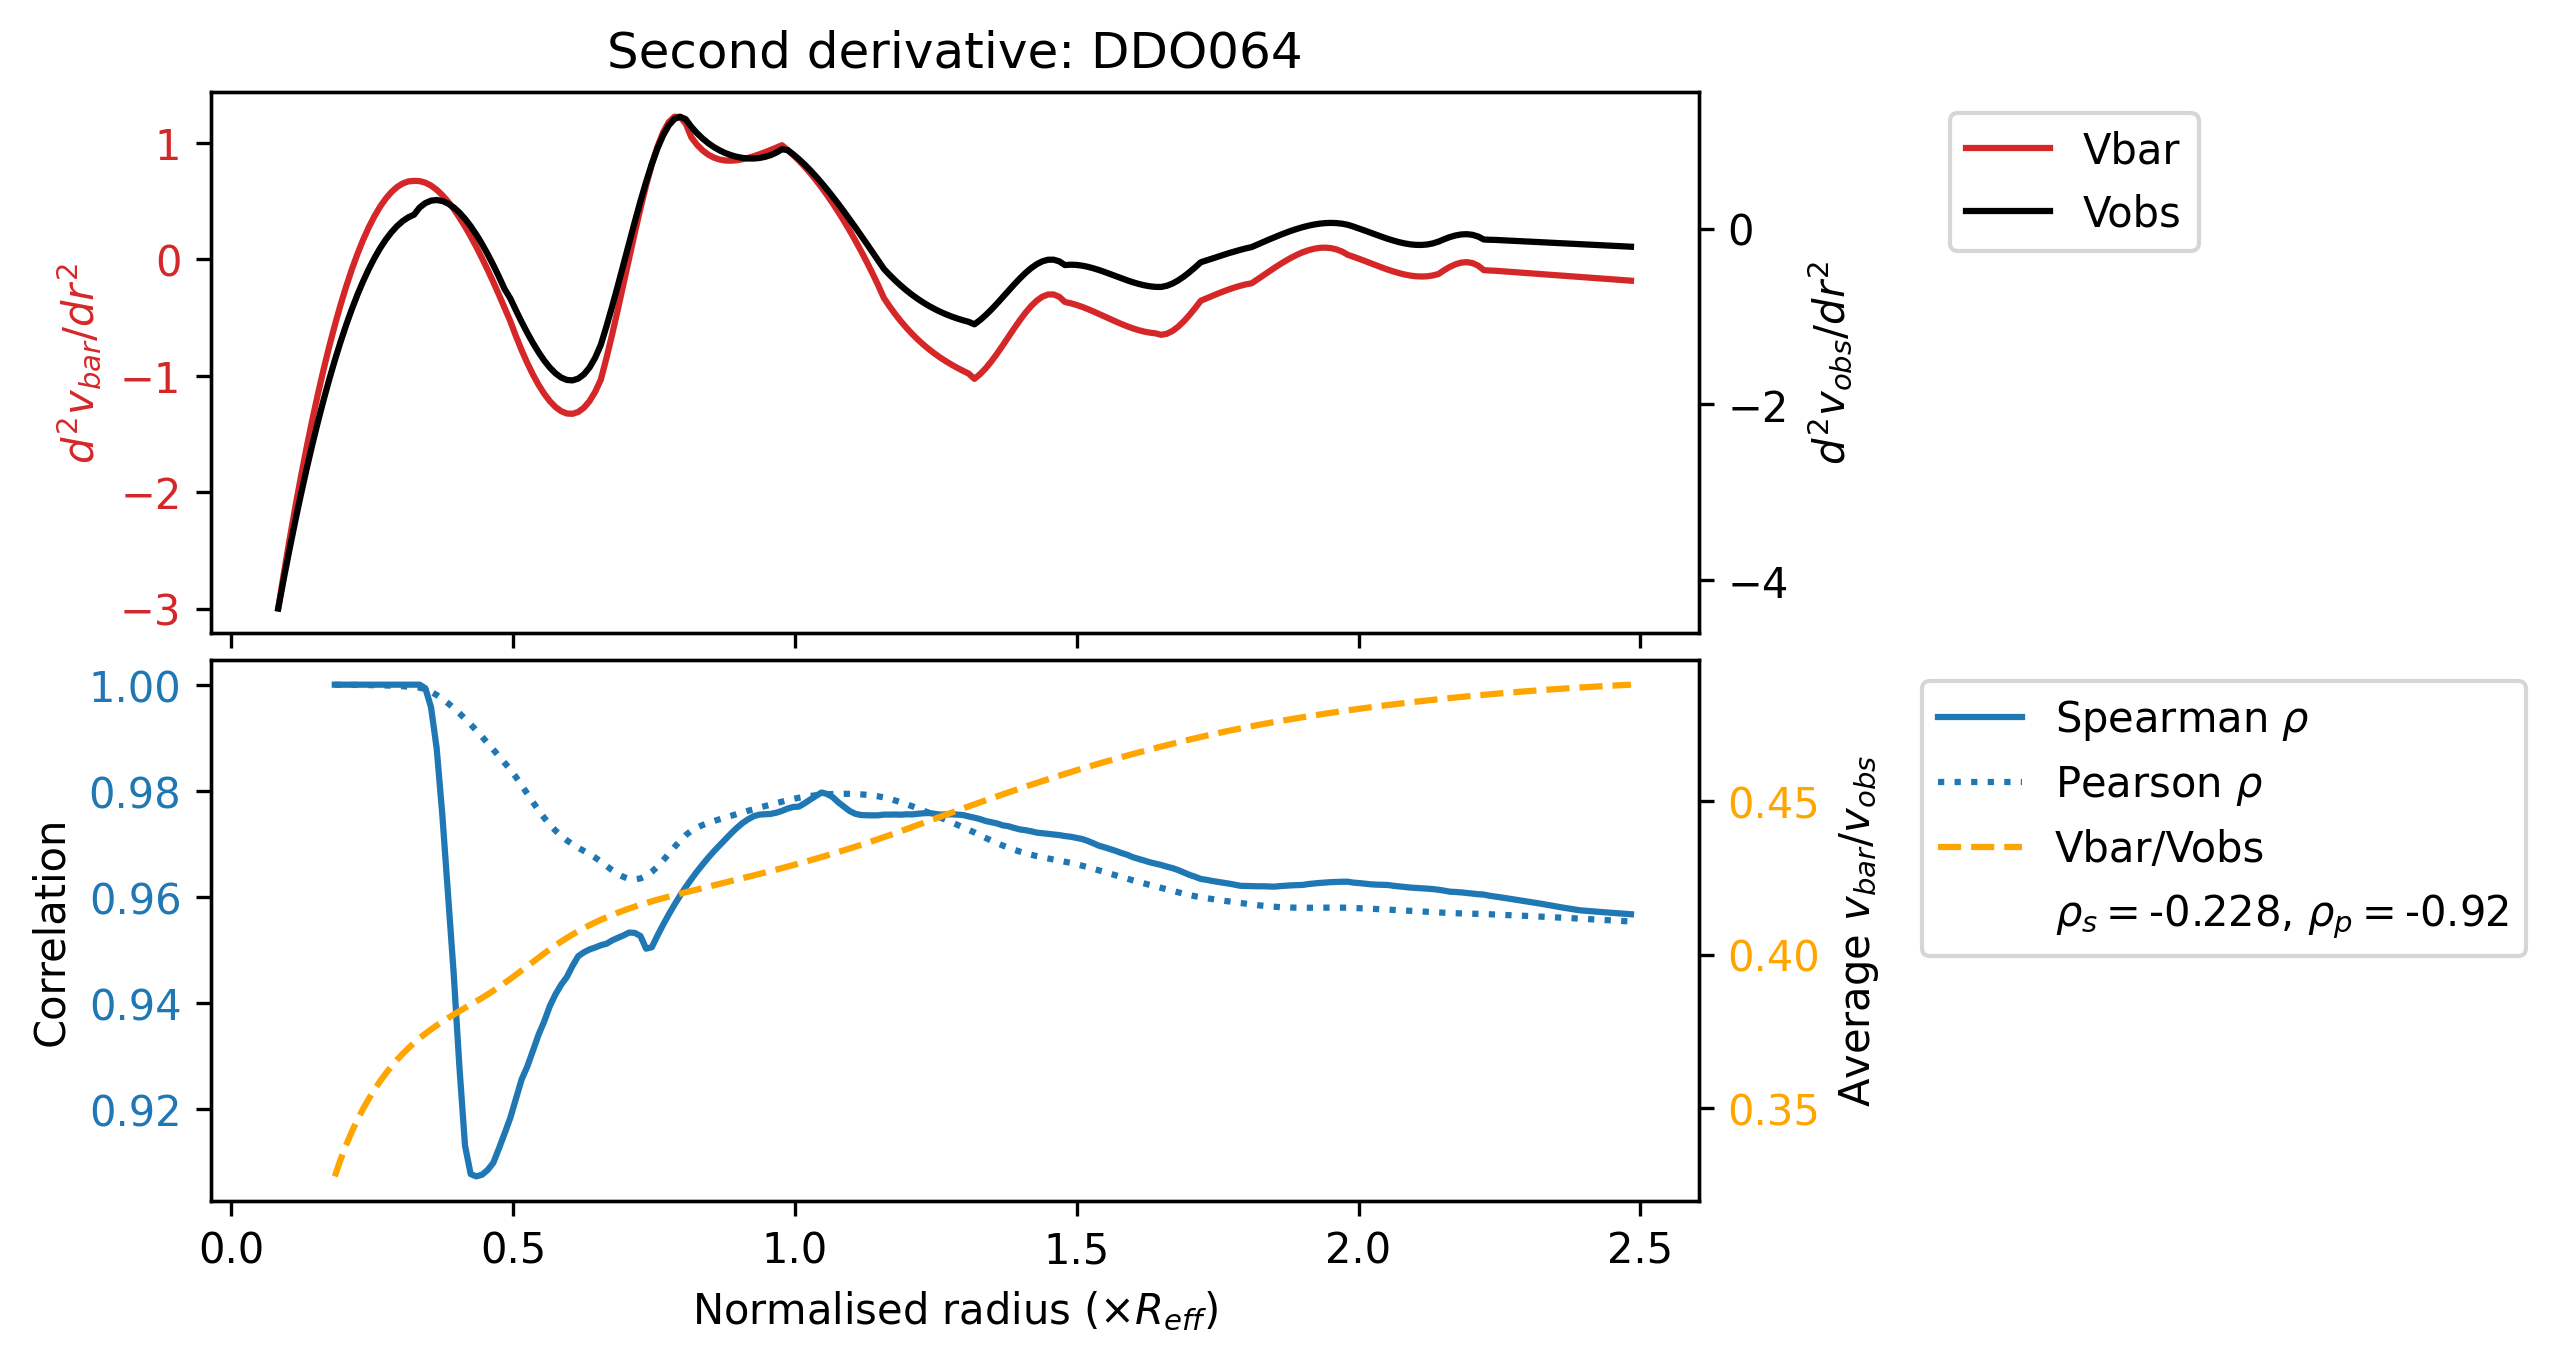 Second derivative: DDO064
1
0
−1
−2
−3
d²v_bar/dr²
0
−2
−4
d²v_obs/dr²
Vbar
Vobs
1.00
0.98
0.96
0.94
0.92
Correlation
0.45
0.40
0.35
Average v_bar/v_obs
Spearman ρ
Pearson ρ
Vbar/Vobs
ρ_s = -0.228, ρ_p = -0.92
0.0 0.5 1.0 1.5 2.0 2.5
Normalised radius (×R_eff)